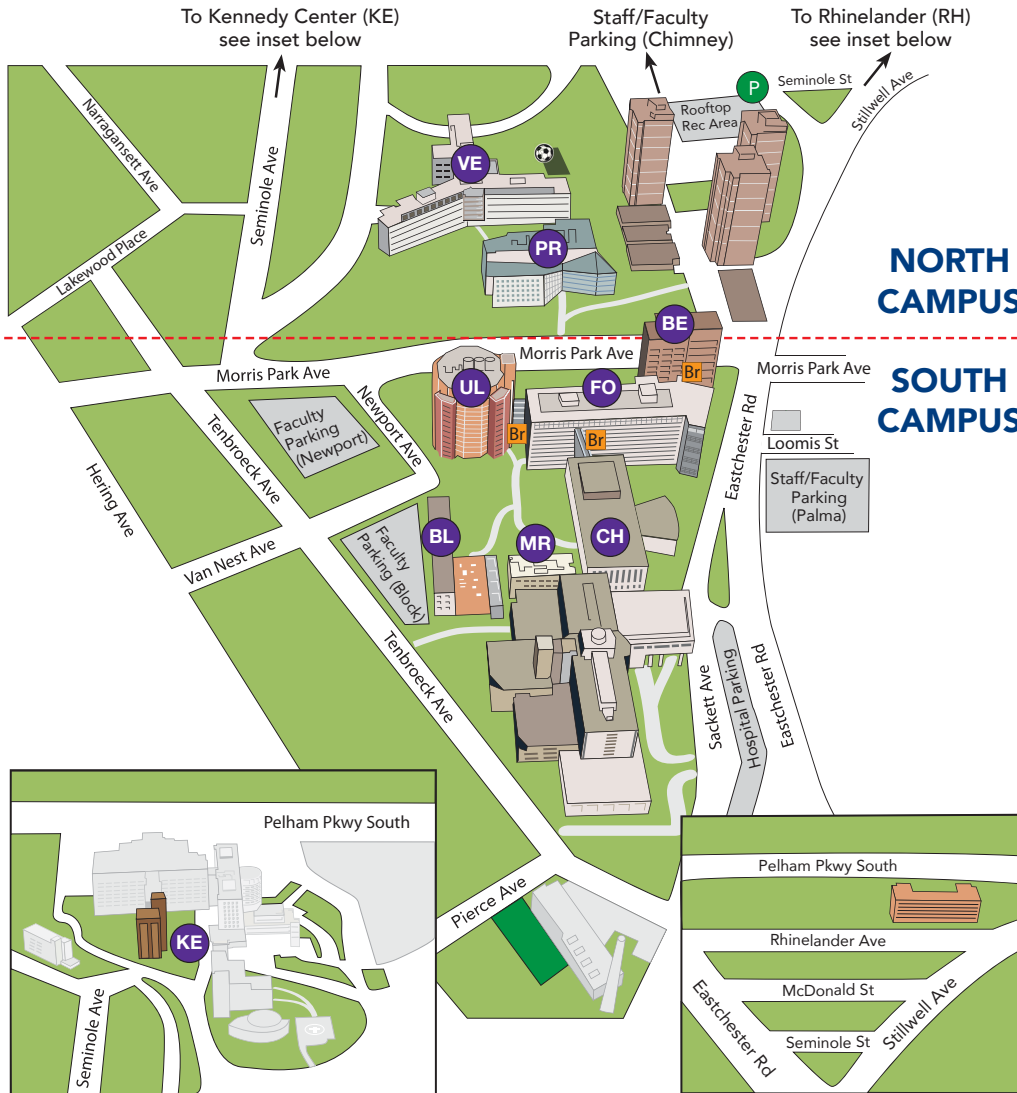 To Kennedy Center (KE)
see inset below
Staff/Faculty
Parking (Chimney)
To Rhinelander (RH)
see inset below
P
Seminole St
Stillwell Ave
Rooftop
Rec Area
Narragansett Ave
Seminole Ave
Lakewood Place
VE
PR
NORTH
CAMPUS
BE
Br
Morris Park Ave
Morris Park Ave
Morris Park Ave
SOUTH
CAMPUS
UL
FO
Br
Br
Newport Ave
Faculty
Parking
(Newport)
Tenbroeck Ave
Hering Ave
Eastchester Rd
Loomis St
Staff/Faculty
Parking
(Palma)
Van Nest Ave
Faculty
Parking (Block)
BL
MR
CH
Tenbroeck Ave
Sackett Ave
Hospital Parking
Eastchester Rd
Pierce Ave
Pelham Pkwy South
KE
Seminole Ave
Pelham Pkwy South
Rhinelander Ave
McDonald St
Seminole St
Eastchester Rd
Stillwell Ave